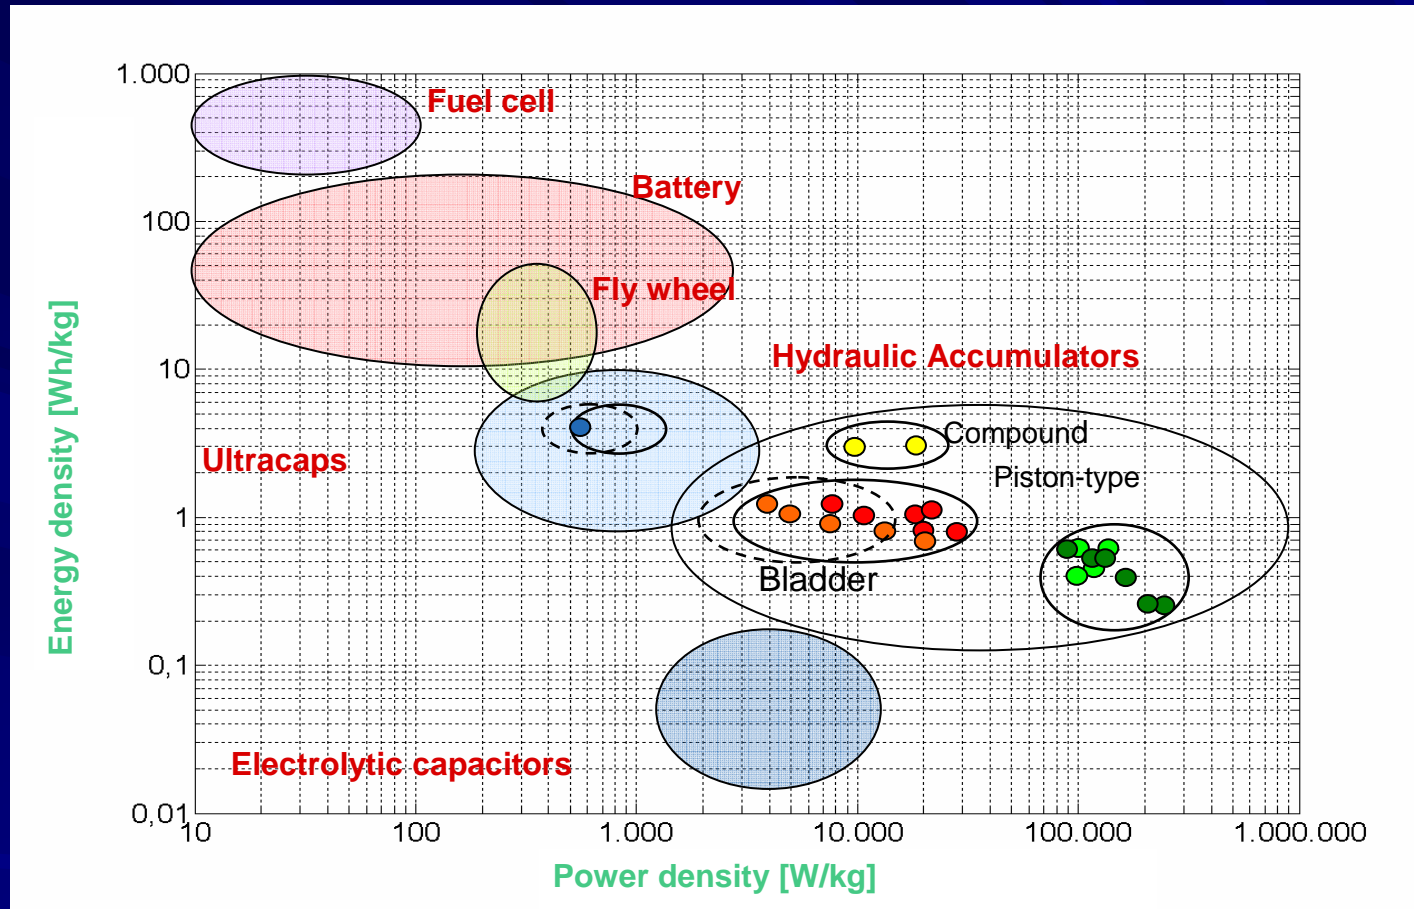 1.000
Fuel cell
Battery
100
Fly wheel
Hydraulic Accumulators
10
Compound
Ultracaps
Piston-type
1
Bladder
0,1
Electrolytic capacitors
0,01
10 100 1.000 10.000 100.000 1.000.000
Energy density [Wh/kg]
Power density [W/kg]